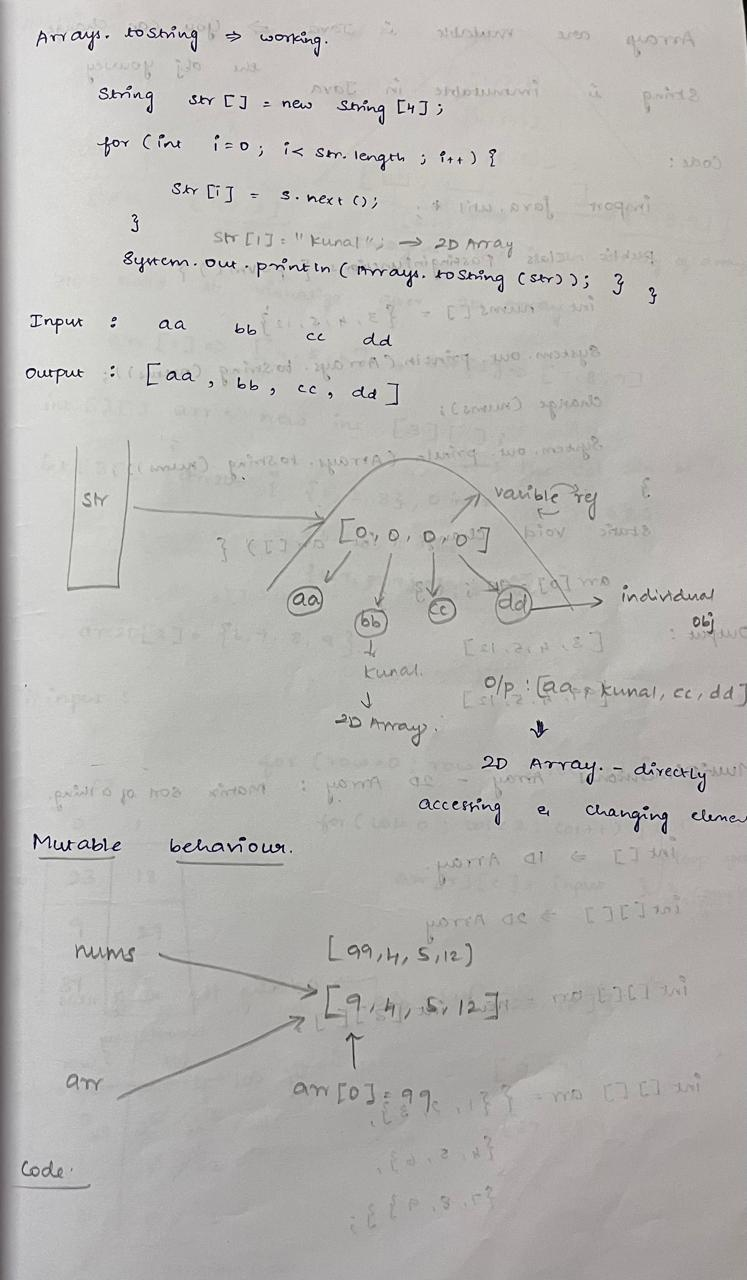 Arrays. toString ⇒ working.
String str [] = new String [4];
for (int i=0 ; i< str.length ; i++) {
str [i] = s.next ();
}
str [1] = "Kunal"; → 2D Array
System.out.println (Arrays.toString (str)); } }
Input : aa bb cc dd
Output : [aa, bb, cc, dd]
str
varible ref
[0, 0, 0, 0]
aa bb cc dd → individual obj
kunal.
2D Array.
O/p : [aa, kunal, cc, dd]
2D Array. - directly
accessing & changing elemen
Mutable behaviour.
nums
[99,4,5,12]
[9,4,5,12]
arr
arr [0] = 99
Code.